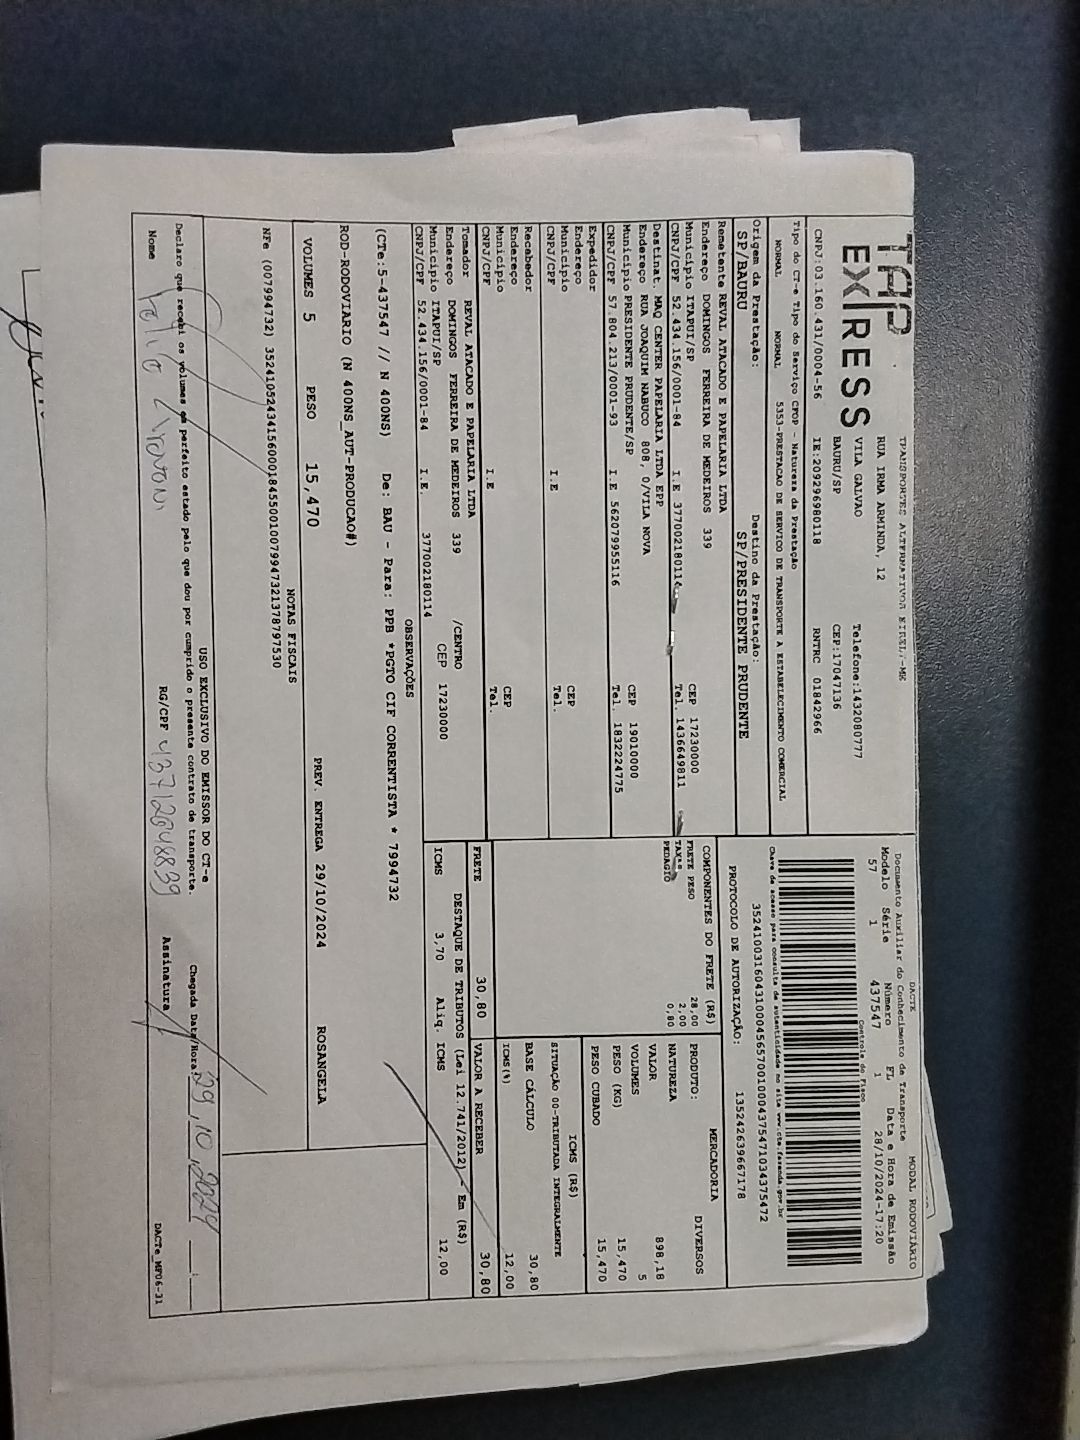 TAP
EXPRESS
TRANSPORTES ALTERNATIVOS EIRELI-ME
RUA IRMA ARMINDA, 12
VILA GALVAO Telefone:1432080777
BAURU/SP CEP:17047136
CNPJ:03.160.431/0004-56 IE:209296980118 RNTRC 01842966
DACTE MODAL RODOVIÁRIO
Documento Auxiliar do Conhecimento de Transporte
Modelo Série Número FL Data e Hora de Emissão
57 1 437547 1 28/10/2024-17:20
Controle do Fisco
Chave de acesso para consulta de autenticidade no site www.cte.fazenda.gov.br
35241003160431000456570010004375471034375472
PROTOCOLO DE AUTORIZAÇÃO: 135242639667178
Tipo do CT-e Tipo do Serviço CFOP - Natureza da Prestação
NORMAL NORMAL 5353-PRESTACAO DE SERVICO DE TRANSPORTE A ESTABELECIMENTO COMERCIAL
Origem da Prestação: Destino da Prestação:
SP/BAURU SP/PRESIDENTE PRUDENTE
Remetente REVAL ATACADO E PAPELARIA LTDA
Endereço DOMINGOS FERREIRA DE MEDEIROS 339
Município ITAPUI/SP CEP 17230000
CNPJ/CPF 52.434.156/0001-84 I.E 377002180114 Tel. 1436649811
Destinat. MAQ CENTER PAPELARIA LTDA EPP
Endereço RUA JOAQUIM NABUCO 808, 0/VILA NOVA
Município PRESIDENTE PRUDENTE/SP CEP 19010000
CNPJ/CPF 57.804.213/0001-93 I.E 562079955116 Tel. 1832224775
Expedidor
Endereço
Município CEP
CNPJ/CPF I.E Tel.
Recebedor
Endereço
Município CEP
CNPJ/CPF I.E Tel.
Tomador REVAL ATACADO E PAPELARIA LTDA
Endereço DOMINGOS FERREIRA DE MEDEIROS 339 /CENTRO
Município ITAPUI/SP CEP 17230000
CNPJ/CPF 52.434.156/0001-84 I.E. 377002180114
COMPONENTES DO FRETE (R$)
FRETE PESO 28,00
TAXAS 2,00
PEDAGIO 0,80
MERCADORIA
PRODUTO: DIVERSOS
NATUREZA
VALOR 898,18
VOLUMES 5
PESO (KG) 15,470
PESO CUBADO 15,470
ICMS (R$)
SITUAÇÃO 00-TRIBUTADA INTEGRALMENTE
BASE CÁLCULO 30,80
ICMS(%) 12,00
FRETE 30,80 VALOR A RECEBER 30,80
DESTAQUE DE TRIBUTOS (Lei 12.741/2012) - Em (R$)
ICMS 3,70 Aliq. ICMS 12,00
OBSERVAÇÕES
(CTe:5-437547 // N 400NS) De: BAU - Para: PPB *PGTO CIF CORRENTISTA * 7994732
ROD-RODOVIARIO (N 400NS_AUT-PRODUCAO#)
VOLUMES 5 PESO 15,470 PREV. ENTREGA 29/10/2024 ROSANGELA
NOTAS FISCAIS
NFe (007994732) 35241052434156000184550010079947321378797530
USO EXCLUSIVO DO EMISSOR DO CT-e
Declaro que recebi os volumes em perfeito estado pelo que dou por cumprido o presente contrato de transporte. Chegada Data/Hora: 29/10/2024 :
Nome RG/CPF 43712648839 Assinatura
DACTe_MF06-31